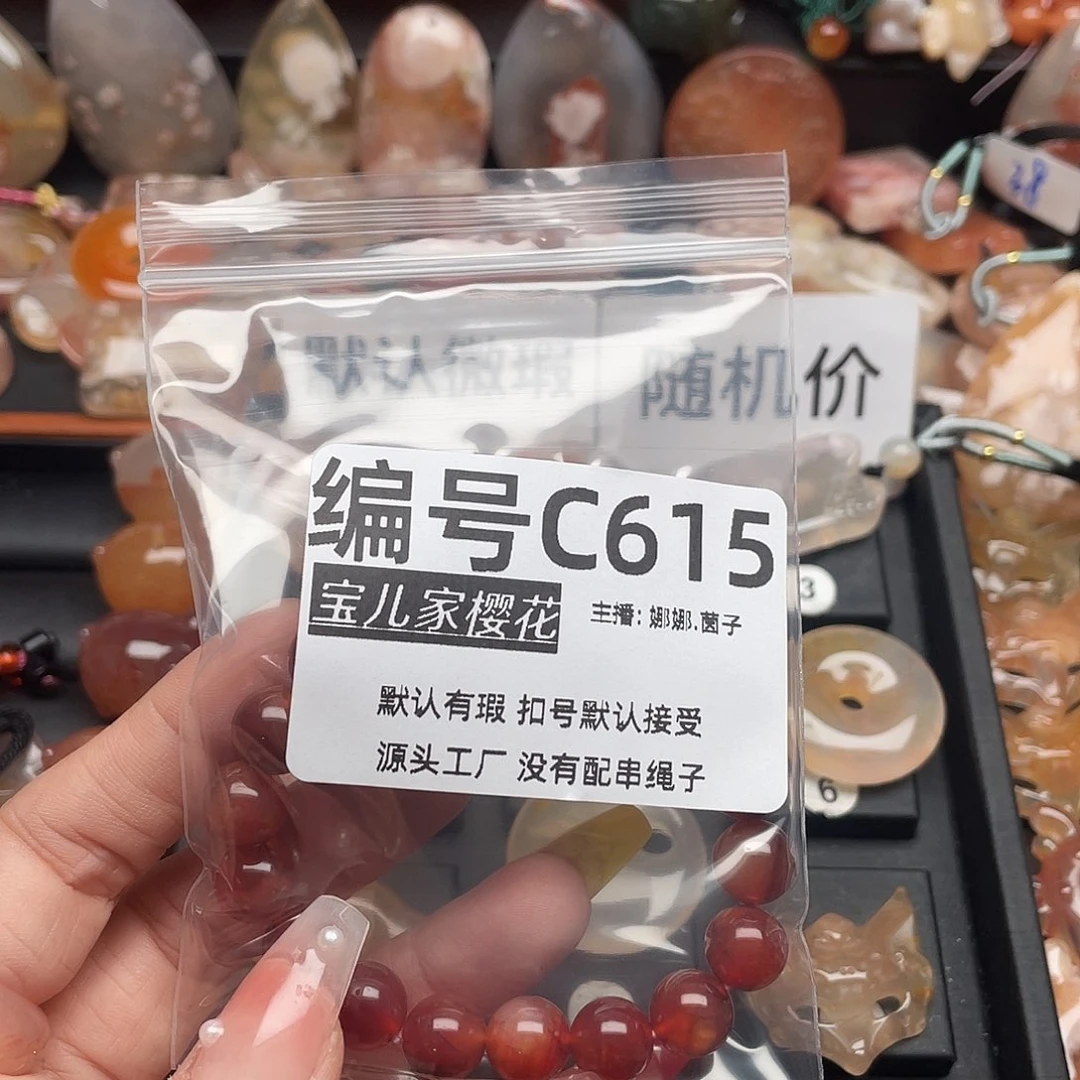 38
默认微瑕 随机价
编号C615
宝儿家樱花 主播：娜娜.茵子
默认有瑕 扣号默认接受
源头工厂 没有配串绳子
3
6